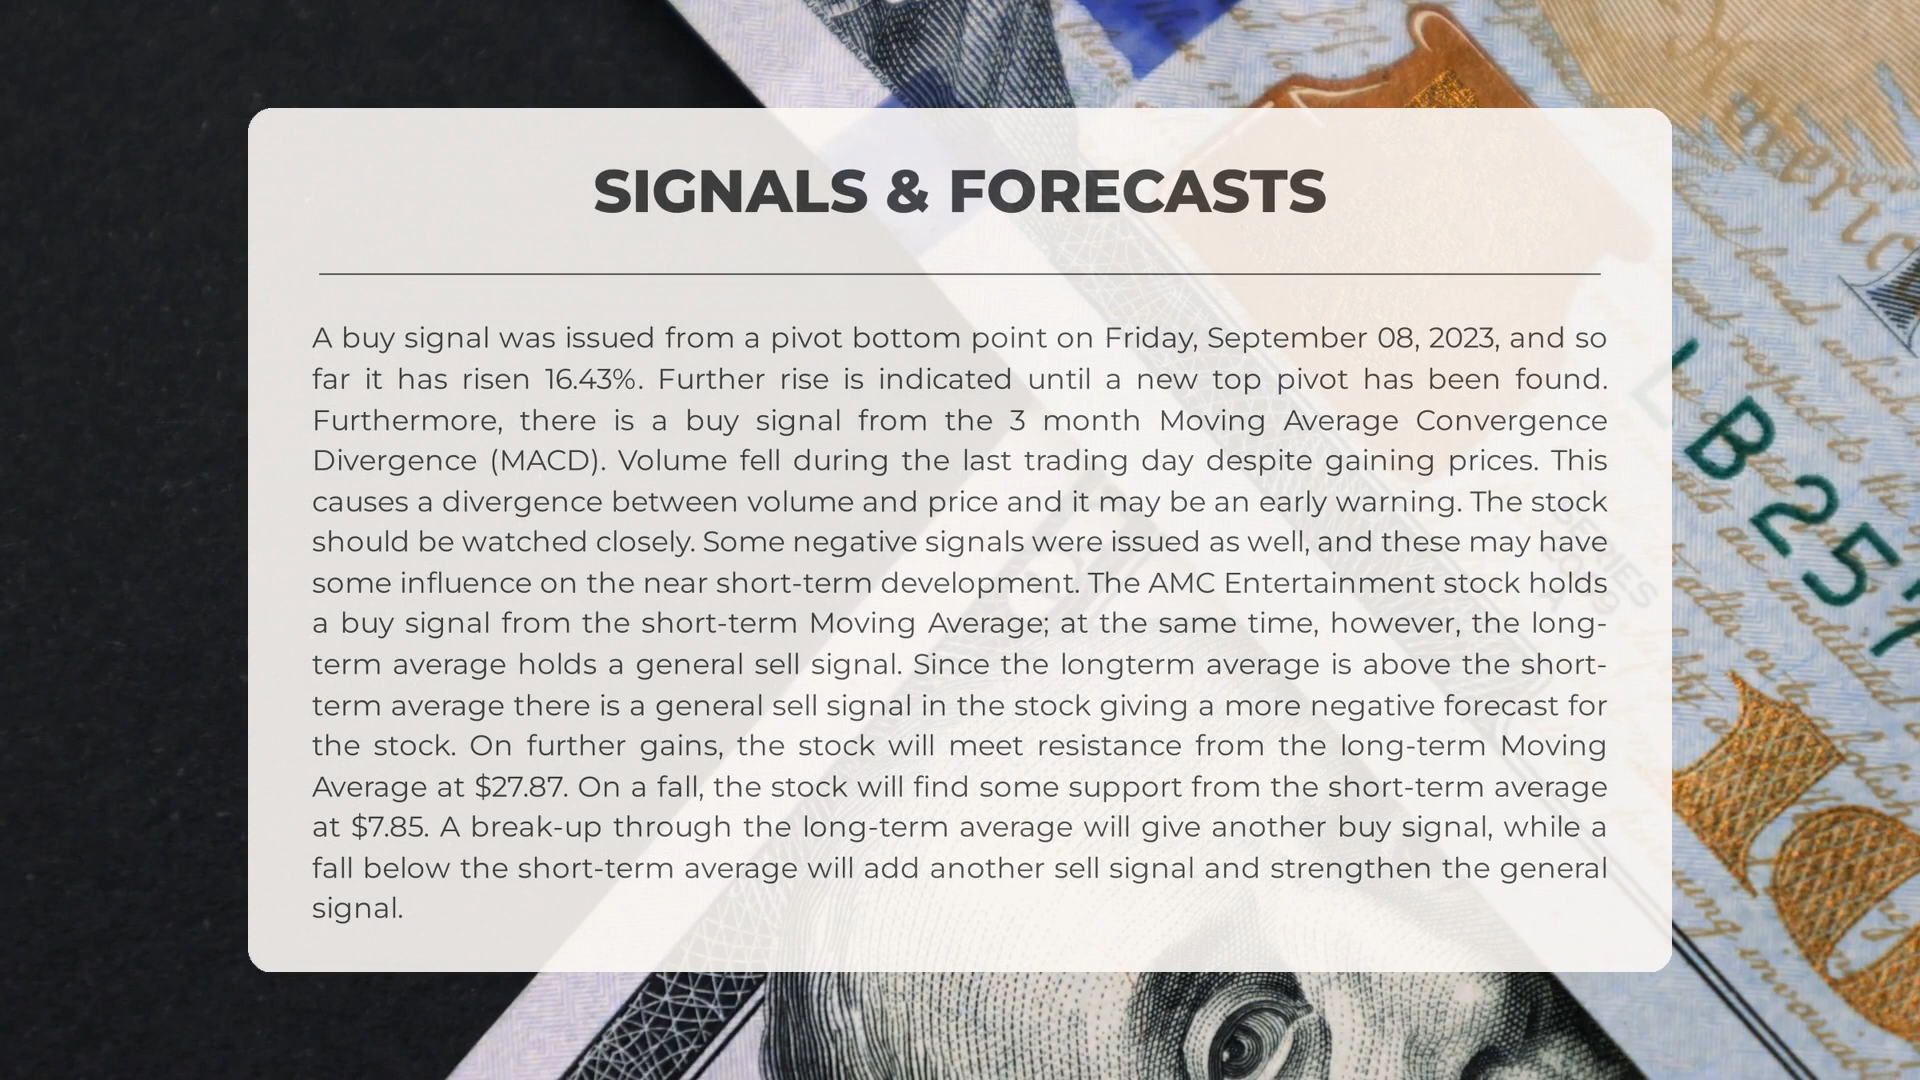 SIGNALS & FORECASTS
A buy signal was issued from a pivot bottom point on Friday, September 08, 2023, and so
far it has risen 16.43%. Further rise is indicated until a new top pivot has been found.
Furthermore, there is a buy signal from the 3 month Moving Average Convergence
Divergence (MACD). Volume fell during the last trading day despite gaining prices. This
causes a divergence between volume and price and it may be an early warning. The stock
should be watched closely. Some negative signals were issued as well, and these may have
some influence on the near short-term development. The AMC Entertainment stock holds
a buy signal from the short-term Moving Average; at the same time, however, the long-
term average holds a general sell signal. Since the longterm average is above the short-
term average there is a general sell signal in the stock giving a more negative forecast for
the stock. On further gains, the stock will meet resistance from the long-term Moving
Average at $27.87. On a fall, the stock will find some support from the short-term average
at $7.85. A break-up through the long-term average will give another buy signal, while a
fall below the short-term average will add another sell signal and strengthen the general
signal.
LB25